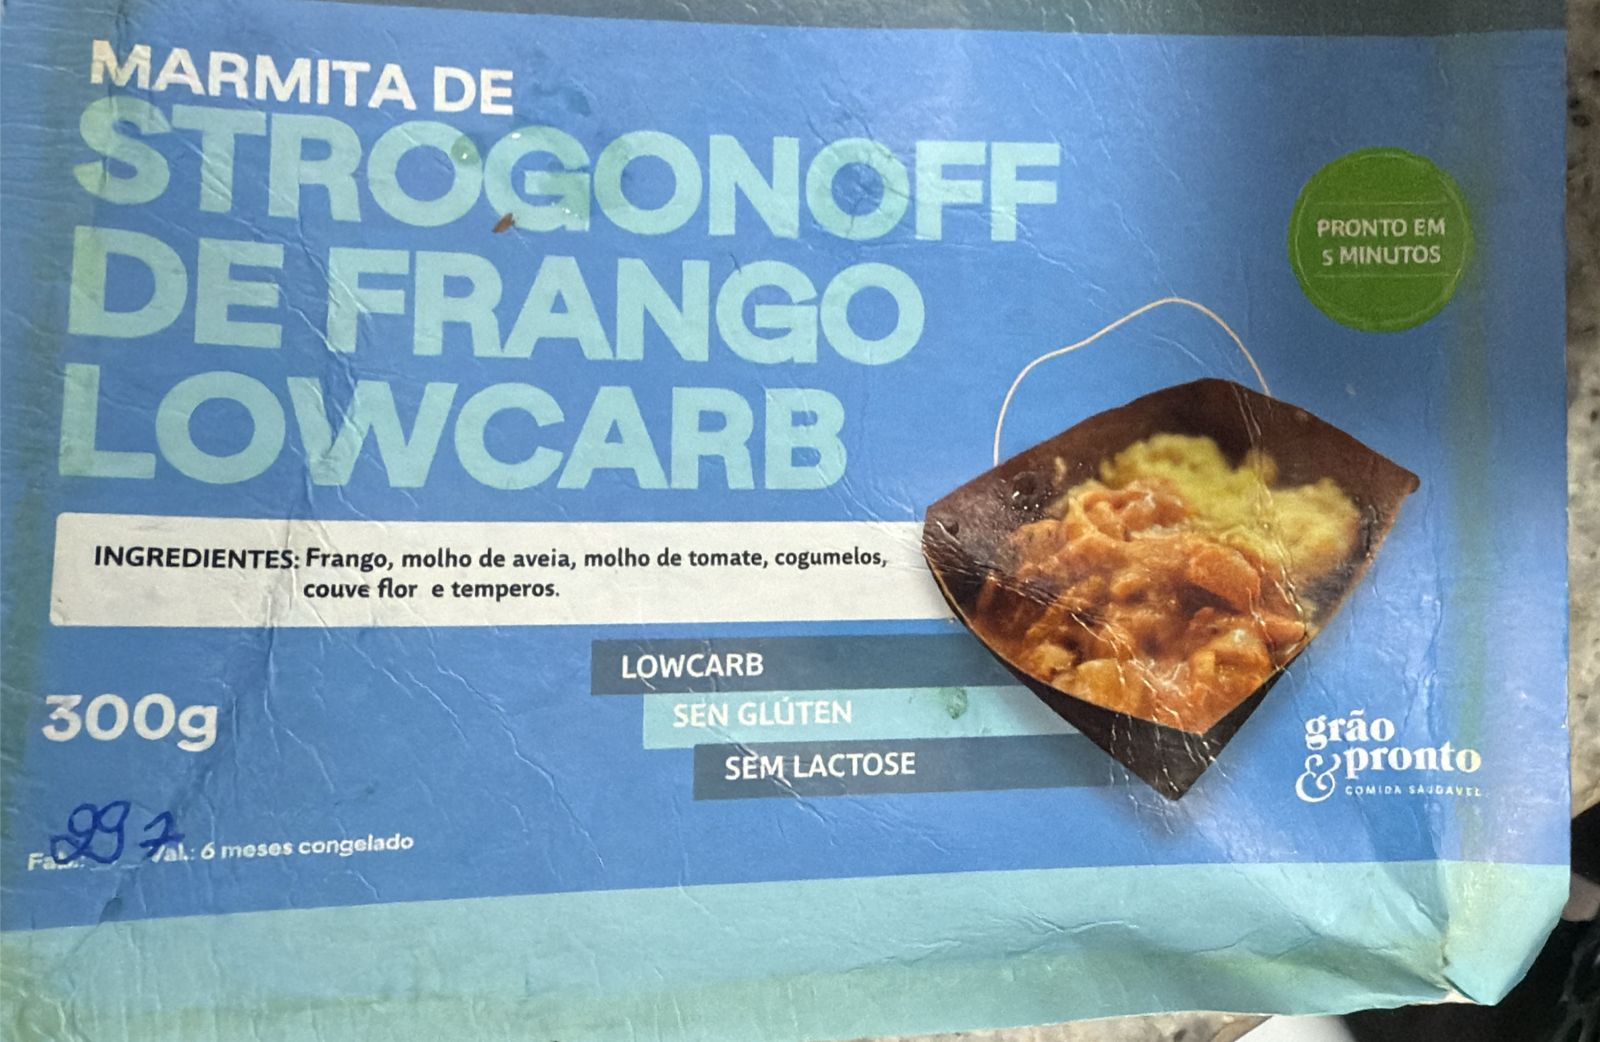 MARMITA DE
STROGONOFF
DE FRANGO
LOWCARB
PRONTO EM
5 MINUTOS
INGREDIENTES: Frango, molho de aveia, molho de tomate, cogumelos,
couve flor e temperos.
LOWCARB
SEN GLÚTEN
SEM LACTOSE
300g
grão
&pronto
COMIDA SAUDAVEL
29 7
Val.: 6 meses congelado